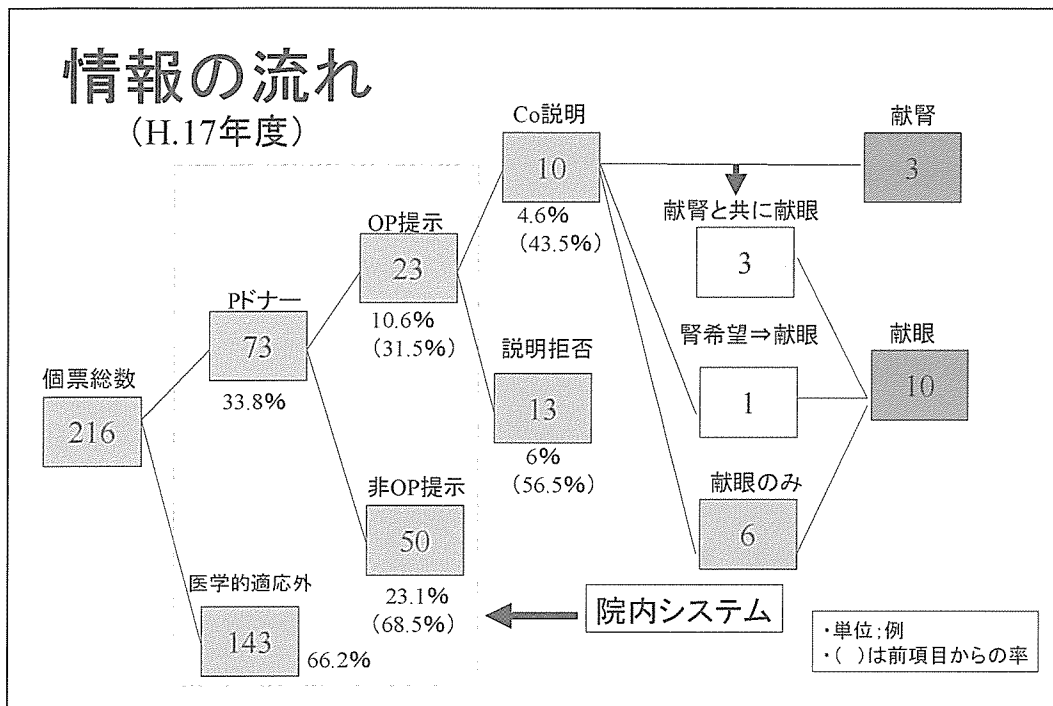 情報の流れ
(H.17年度)
個票総数
216
Pドナー
73
33.8%
医学的適応外
143
66.2%
OP提示
23
10.6%
(31.5%)
非OP提示
50
23.1%
(68.5%)
Co説明
10
4.6%
(43.5%)
説明拒否
13
6%
(56.5%)
献腎
3
献腎と共に献眼
3
腎希望⇒献眼
1
献眼のみ
6
献眼
10
院内システム
・単位;例
・( )は前項目からの率